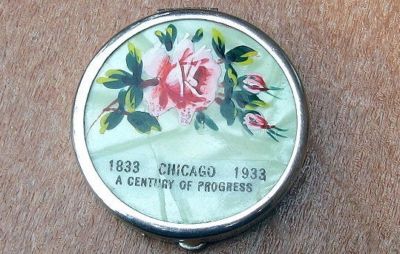 1833 CHICAGO 1933
A CENTURY OF PROGRESS